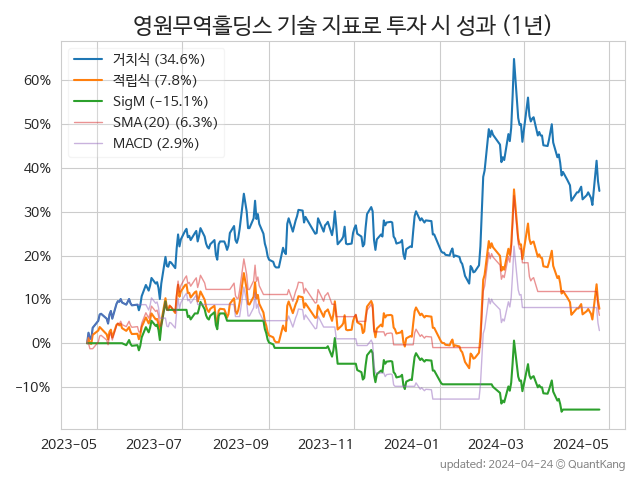 영원무역홀딩스 기술 지표로 투자 시 성과 (1년)
거치식 (34.6%)
적립식 (7.8%)
SigM (−15.1%)
SMA(20) (6.3%)
MACD (2.9%)
60%
50%
40%
30%
20%
10%
0%
−10%
2023-05 2023-07 2023-09 2023-11 2024-01 2024-03 2024-05
updated: 2024-04-24 © QuantKang